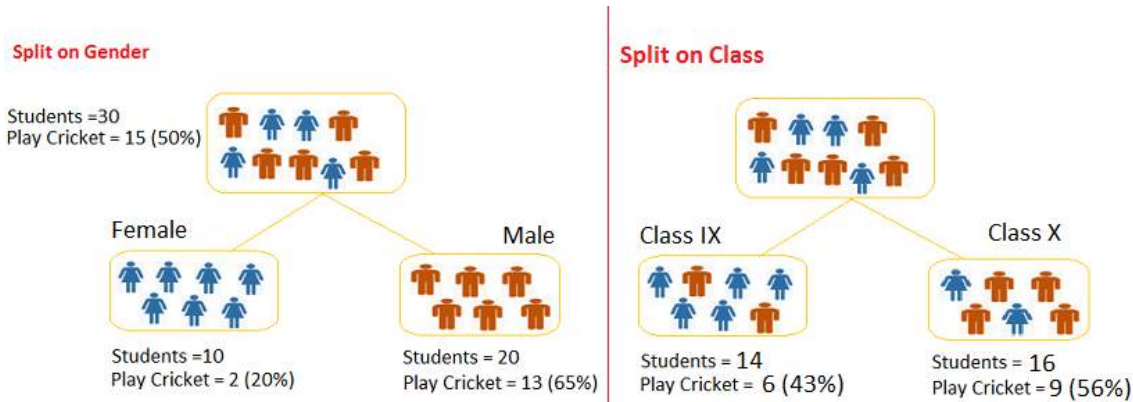 Split on Gender
Students =30
Play Cricket = 15 (50%)
Female
Male
Students =10
Play Cricket = 2 (20%)
Students = 20
Play Cricket = 13 (65%)
Split on Class
Class IX
Class X
Students = 14
Play Cricket = 6 (43%)
Students = 16
Play Cricket = 9 (56%)